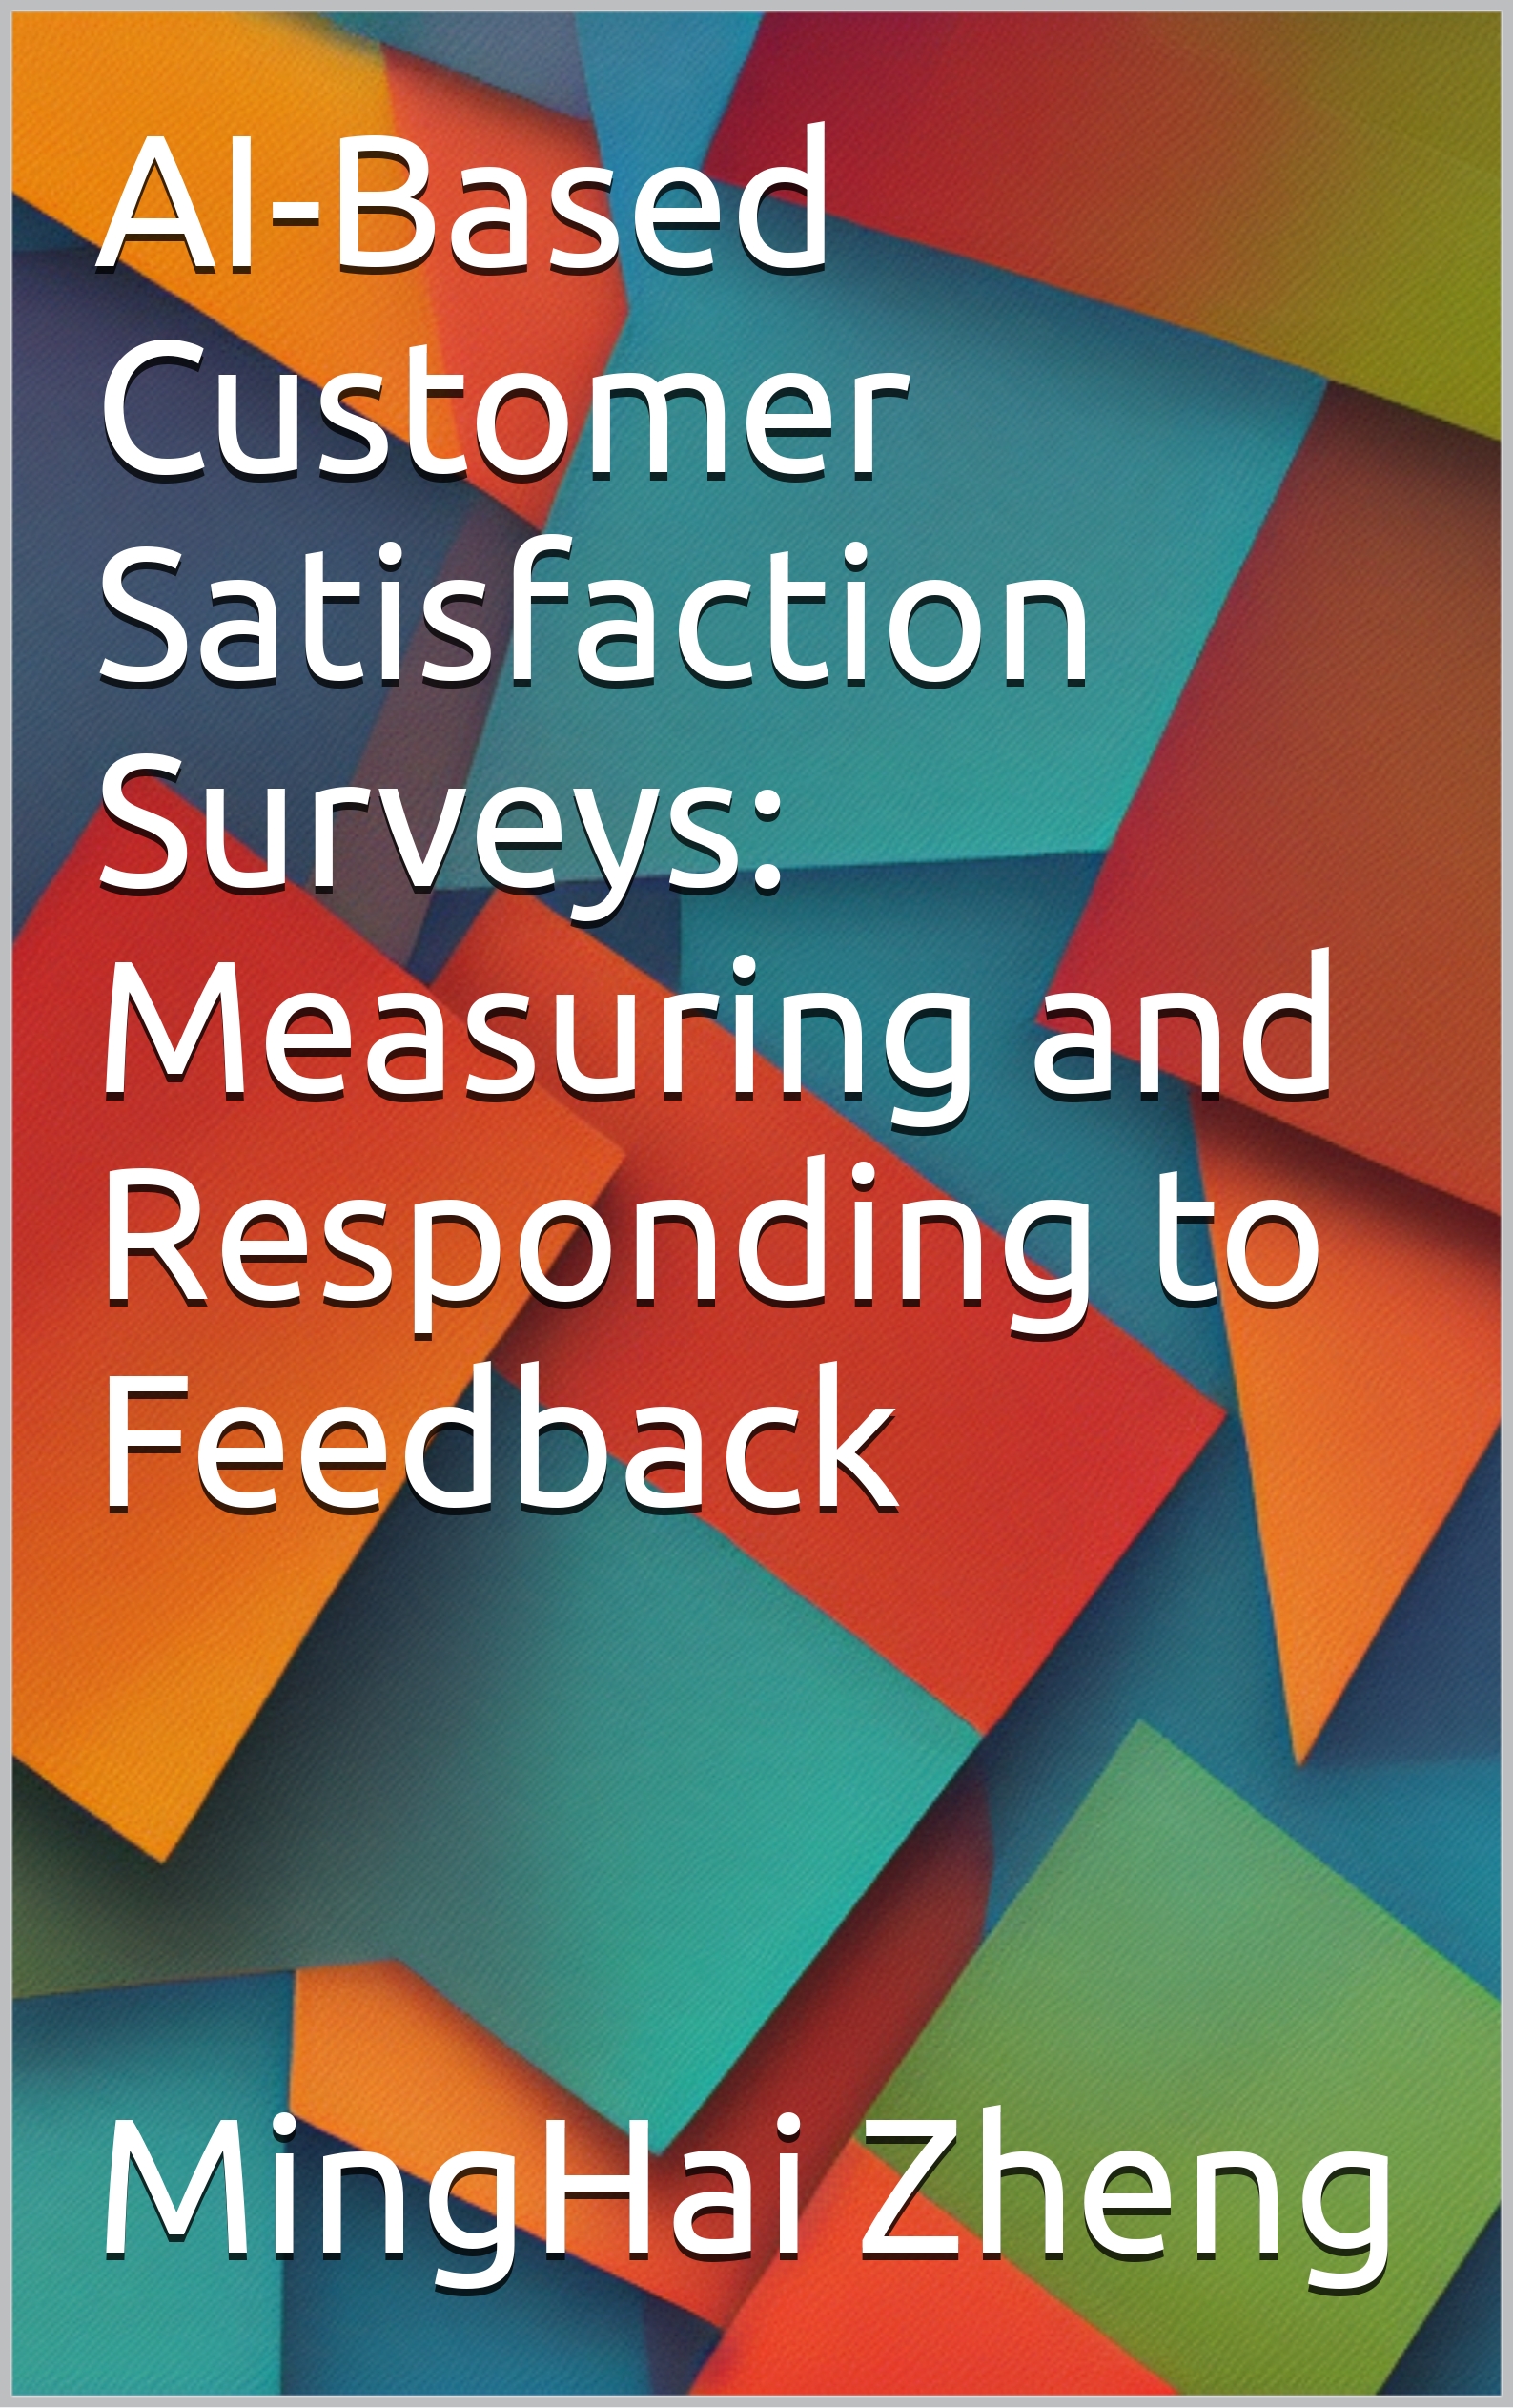 AI-Based
Customer
Satisfaction
Surveys:
Measuring and
Responding to
Feedback
MingHai Zheng